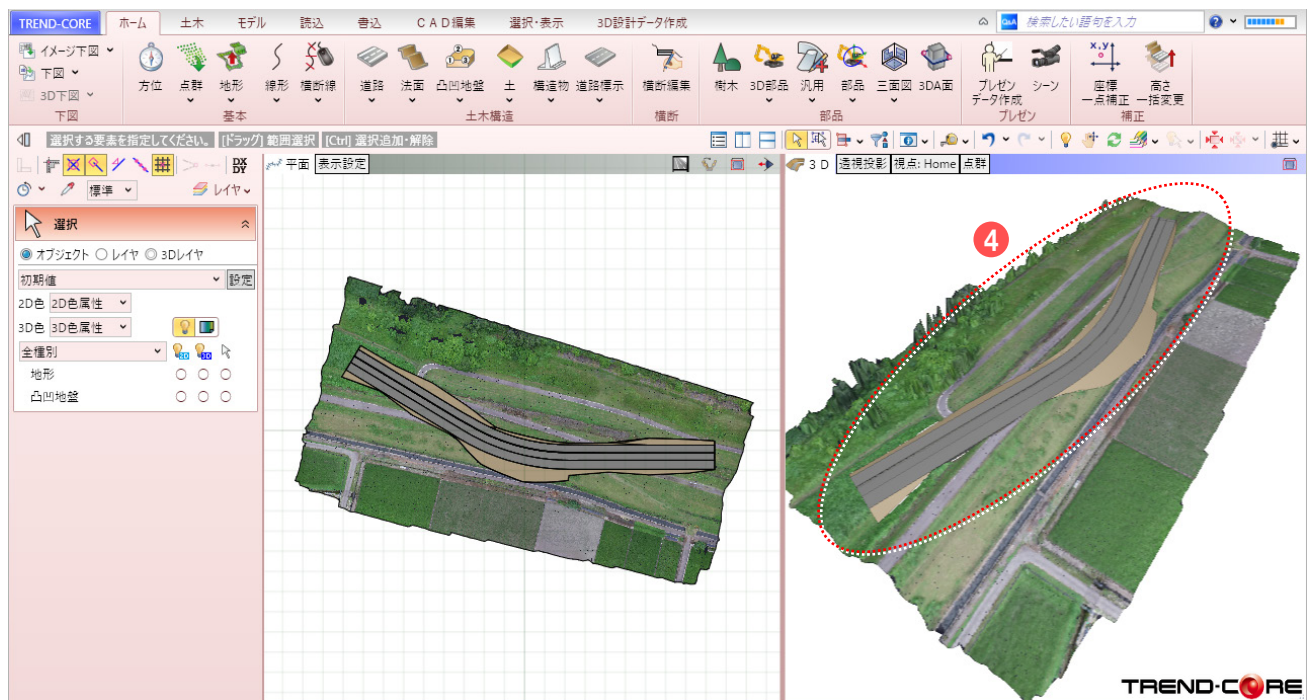 TREND-CORE ホーム 土木 モデル 読込 書込 CAD編集 選択・表示 3D設計データ作成 Q&A 検索したい語句を入力
イメージ下図
下図
3D下図
方位 点群 地形 線形 横断線 道路 法面 凸凹地盤 土 構造物 道路標示 横断編集 樹木 3D部品 汎用 部品 三面図 3DA面 プレゼンデータ作成 シーン 座標一点補正 高さ一括変更
x,y
下図 基本 土木構造 横断 部品 プレゼン 補正
選択する要素を指定してください。 [ドラッグ] 範囲選択 [Ctrl] 選択追加・解除
DX
DY
平面 表示設定
3D 透視投影 視点: Home 点群
標準 レイヤ
選択
オブジェクト レイヤ 3Dレイヤ
初期値 設定
2D色 2D色属性
3D色 3D色属性
全種別 2D 3D
地形
凸凹地盤
4
TREND-CORE